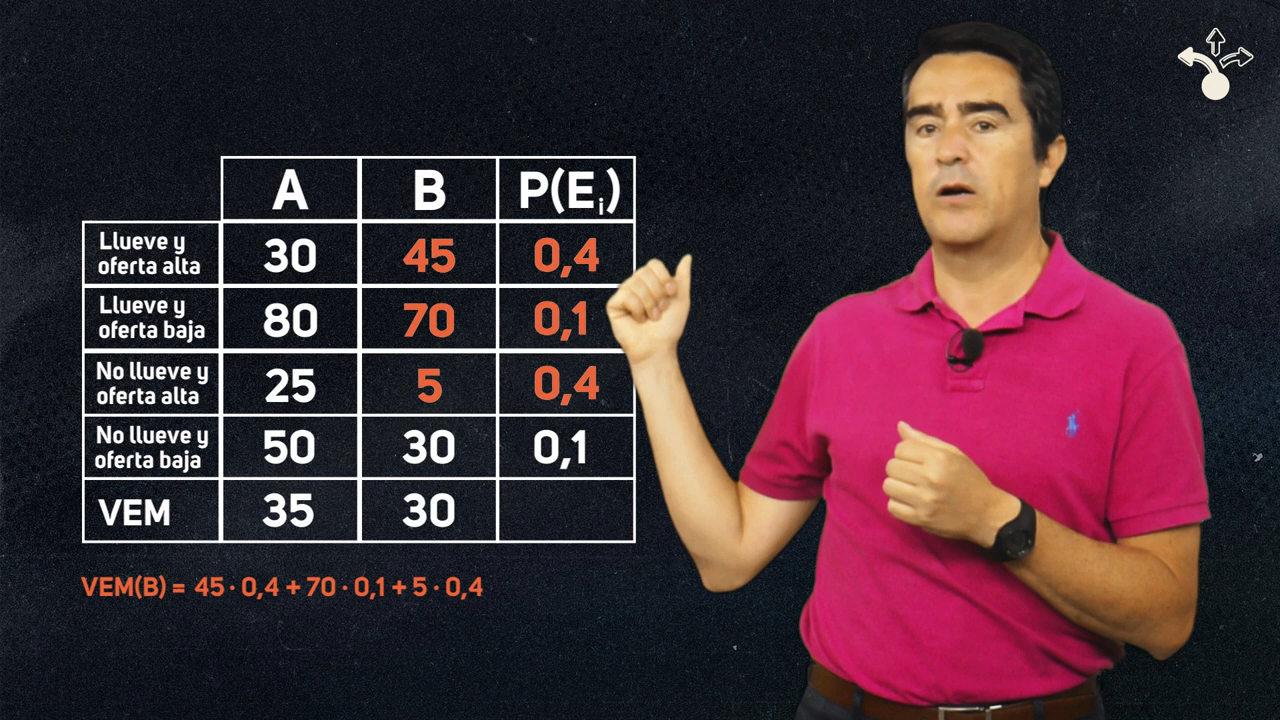 A B P(Ei)
Llueve y
oferta alta
30 45 0,4
Llueve y
oferta baja
80 70 0,1
No llueve y
oferta alta
25 5 0,4
No llueve y
oferta baja
50 30 0,1
VEM 35 30
VEM(B) = 45 · 0,4 + 70 · 0,1 + 5 · 0,4